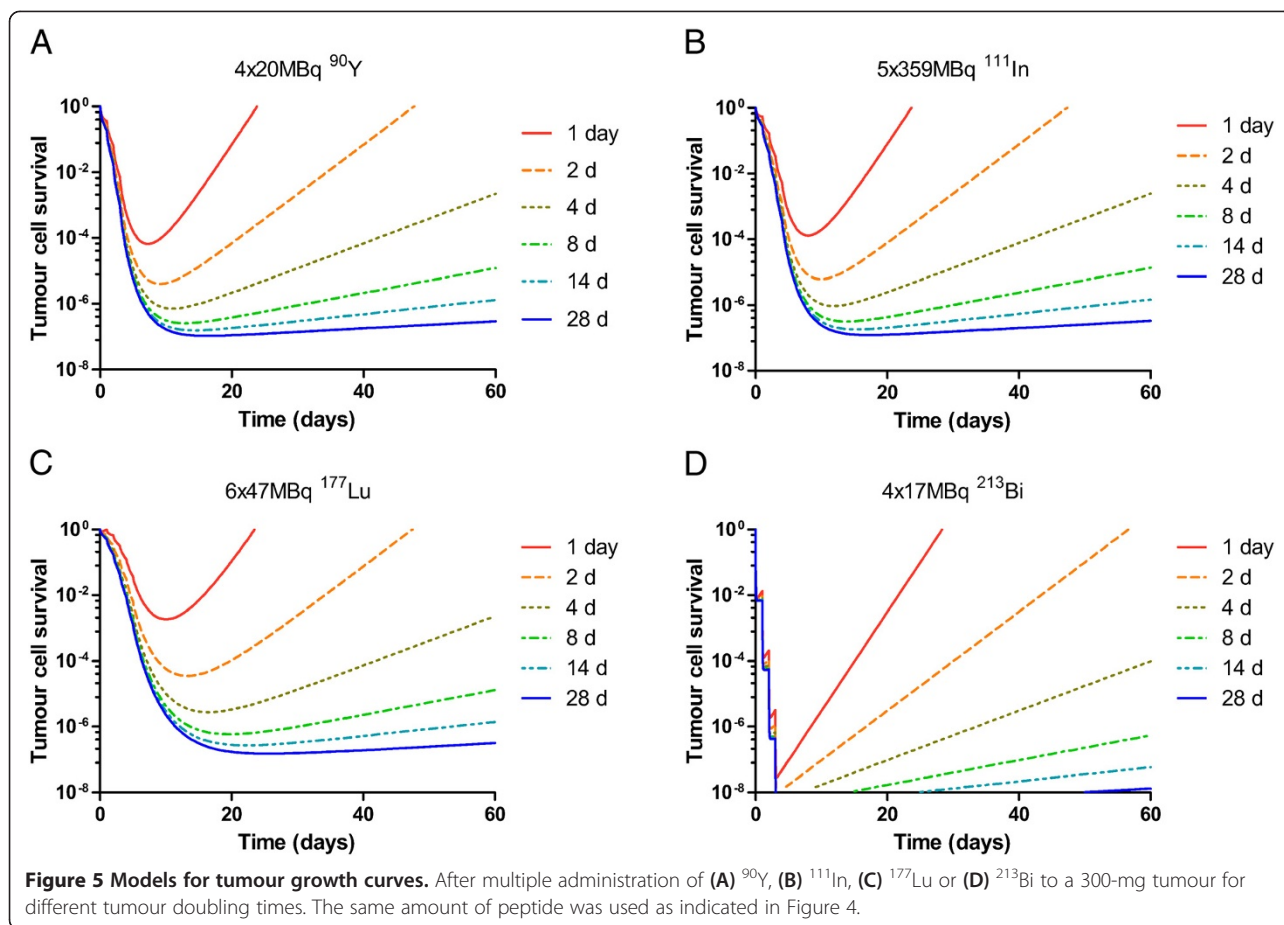 A
4x20MBq ⁹⁰Y
Tumour cell survival
10⁰
10⁻²
10⁻⁴
10⁻⁶
10⁻⁸
0 20 40 60
Time (days)
1 day
2 d
4 d
8 d
14 d
28 d
B
5x359MBq ¹¹¹In
Tumour cell survival
10⁰
10⁻²
10⁻⁴
10⁻⁶
10⁻⁸
0 20 40 60
Time (days)
1 day
2 d
4 d
8 d
14 d
28 d
C
6x47MBq ¹⁷⁷Lu
Tumour cell survival
10⁰
10⁻²
10⁻⁴
10⁻⁶
10⁻⁸
0 20 40 60
Time (days)
1 day
2 d
4 d
8 d
14 d
28 d
D
4x17MBq ²¹³Bi
Tumour cell survival
10⁰
10⁻²
10⁻⁴
10⁻⁶
10⁻⁸
0 20 40 60
Time (days)
1 day
2 d
4 d
8 d
14 d
28 d
Figure 5 Models for tumour growth curves. After multiple administration of (A) ⁹⁰Y, (B) ¹¹¹In, (C) ¹⁷⁷Lu or (D) ²¹³Bi to a 300-mg tumour for
different tumour doubling times. The same amount of peptide was used as indicated in Figure 4.